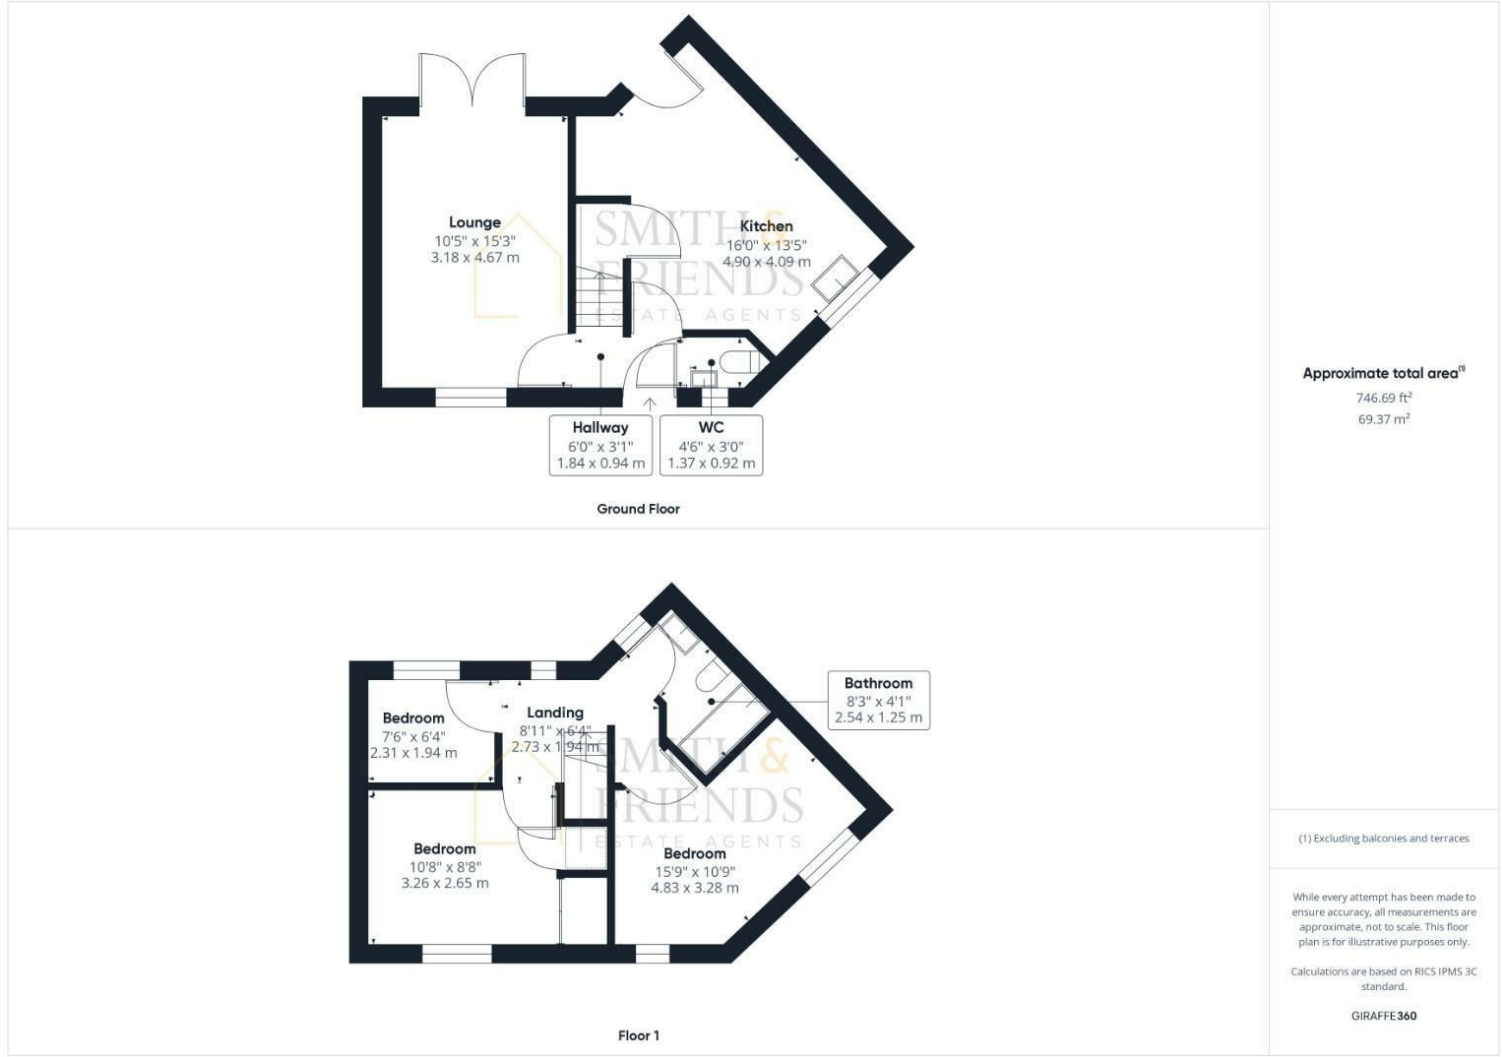 Lounge
10'5" x 15'3"
3.18 x 4.67 m
Kitchen
16'0" x 13'5"
4.90 x 4.09 m
SMITH &
FRIENDS
ESTATE AGENTS
Hallway
6'0" x 3'1"
1.84 x 0.94 m
WC
4'6" x 3'0"
1.37 x 0.92 m
Ground Floor
Approximate total area(1)
746.69 ft²
69.37 m²
Bathroom
8'3" x 4'1"
2.54 x 1.25 m
Bedroom
7'6" x 6'4"
2.31 x 1.94 m
Landing
8'11" x 6'4"
2.73 x 1.94 m
SMITH &
FRIENDS
ESTATE AGENTS
Bedroom
10'8" x 8'8"
3.26 x 2.65 m
Bedroom
15'9" x 10'9"
4.83 x 3.28 m
Floor 1
(1) Excluding balconies and terraces
While every attempt has been made to
ensure accuracy, all measurements are
approximate, not to scale. This floor
plan is for illustrative purposes only.
Calculations are based on RICS IPMS 3C
standard.
GIRAFFE360